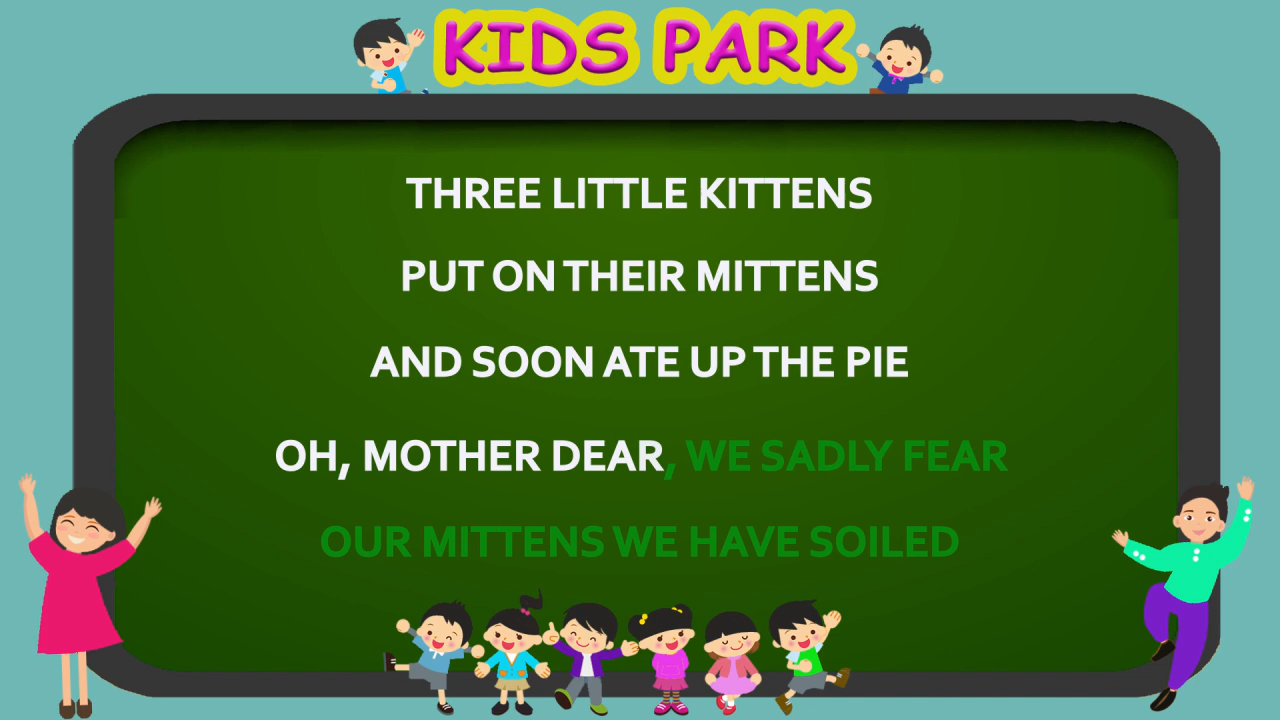 KIDS PARK
THREE LITTLE KITTENS
PUT ON THEIR MITTENS
AND SOON ATE UP THE PIE
OH, MOTHER DEAR, WE SADLY FEAR
OUR MITTENS WE HAVE SOILED